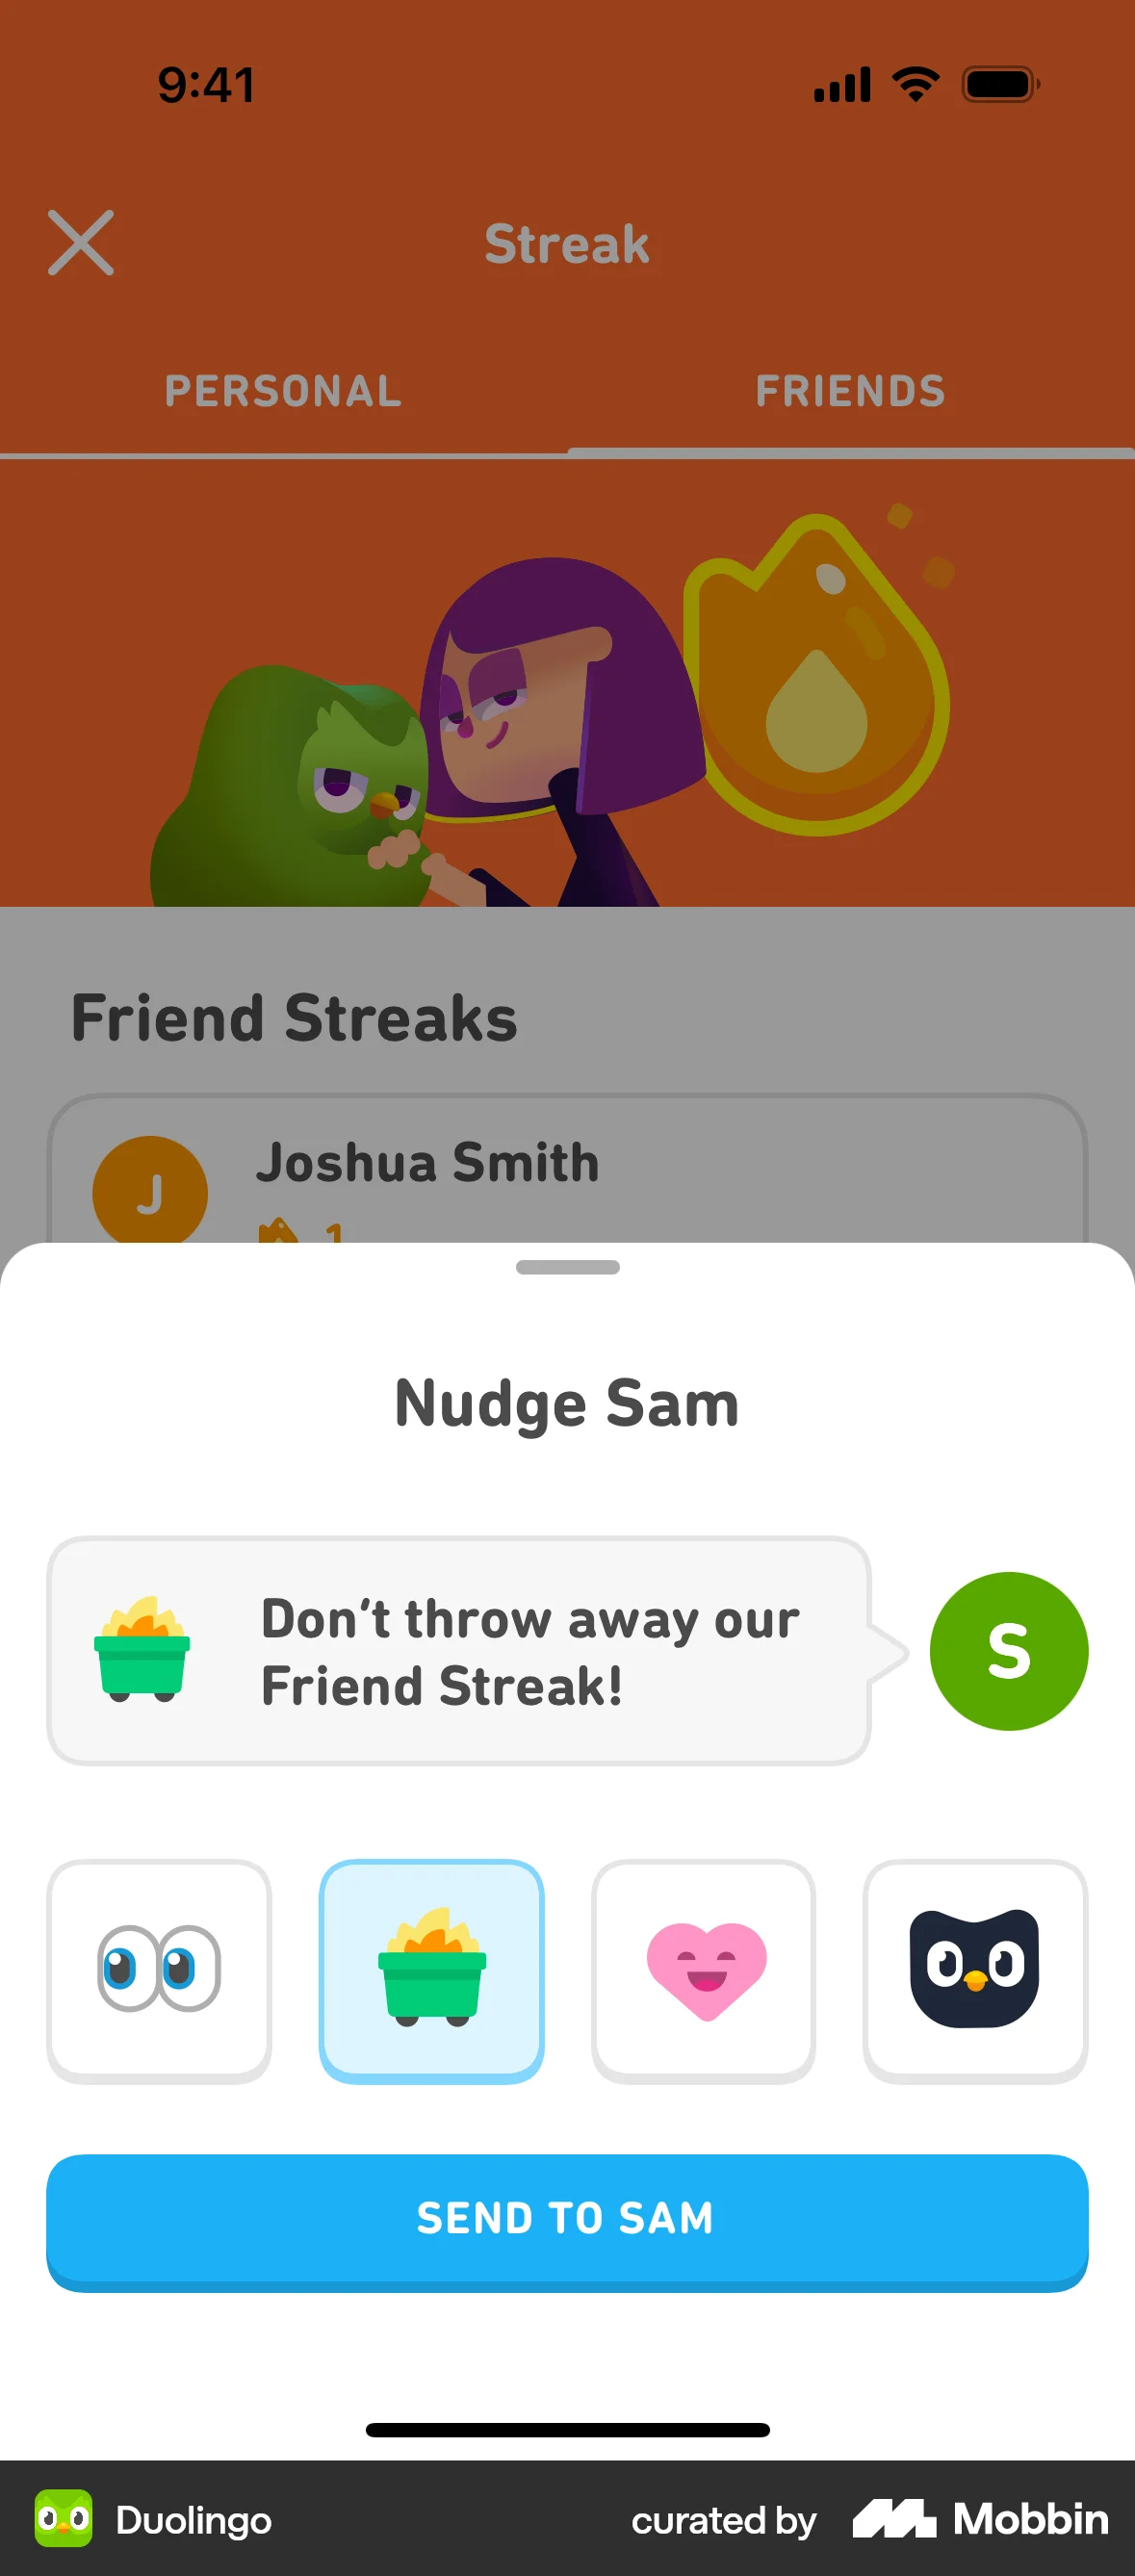 9:41
Streak
PERSONAL
FRIENDS
Friend Streaks
J
Joshua Smith
1
Nudge Sam
Don’t throw away our
Friend Streak!
S
SEND TO SAM
Duolingo
curated by
Mobbin